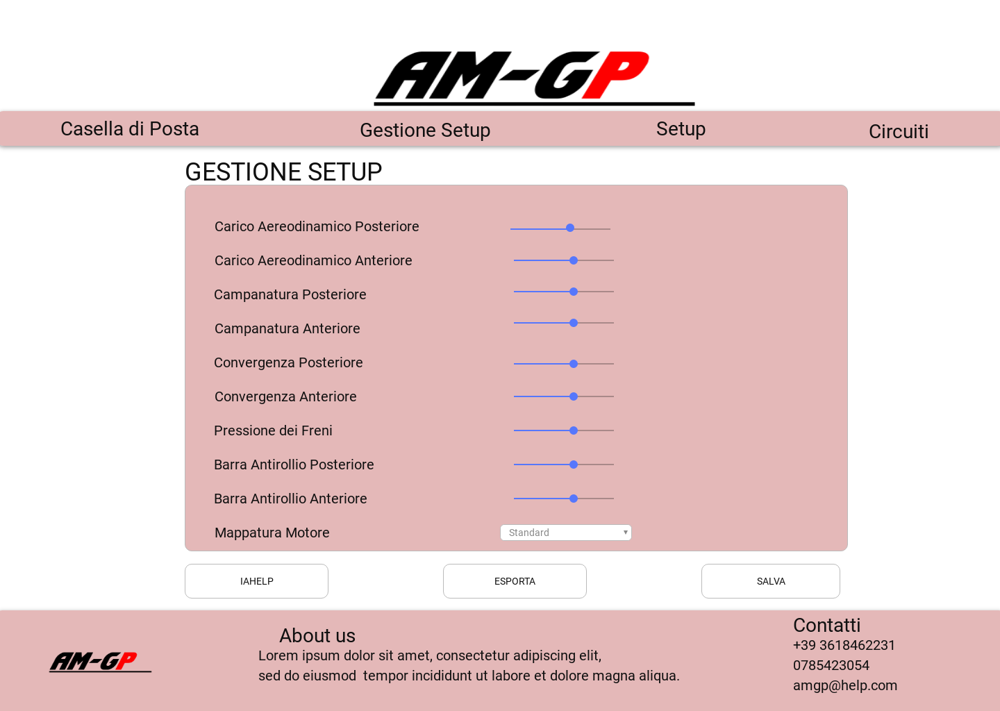 AM-GP
Casella di Posta
Gestione Setup
Setup
Circuiti
GESTIONE SETUP
Carico Aereodinamico Posteriore
Carico Aereodinamico Anteriore
Campanatura Posteriore
Campanatura Anteriore
Convergenza Posteriore
Convergenza Anteriore
Pressione dei Freni
Barra Antirollio Posteriore
Barra Antirollio Anteriore
Mappatura Motore
Standard
IAHELP
ESPORTA
SALVA
AM-GP
About us
Lorem ipsum dolor sit amet, consectetur adipiscing elit,
sed do eiusmod  tempor incididunt ut labore et dolore magna aliqua.
Contatti
+39 3618462231
0785423054
amgp@help.com